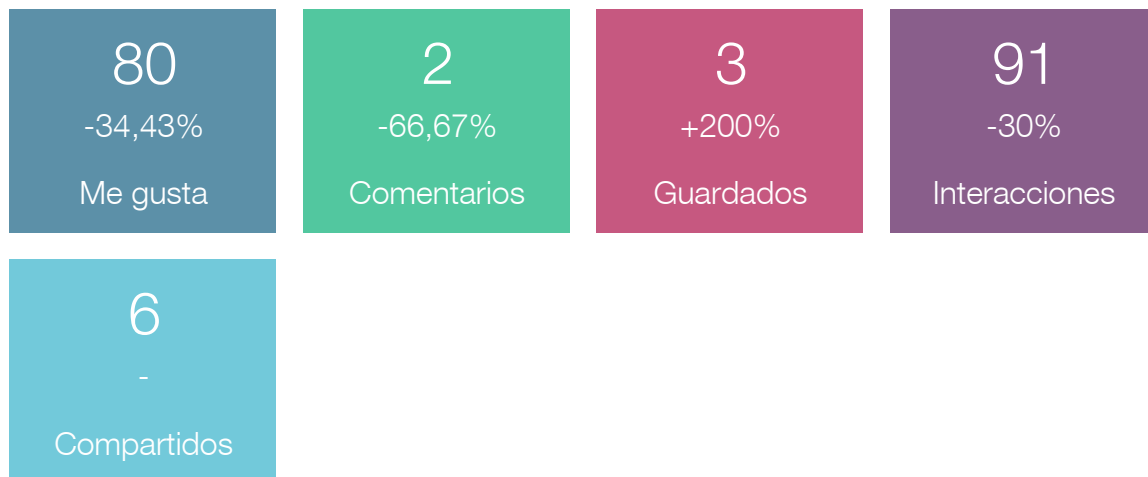 80
-34,43%
Me gusta
2
-66,67%
Comentarios
3
+200%
Guardados
91
-30%
Interacciones
6
-
Compartidos